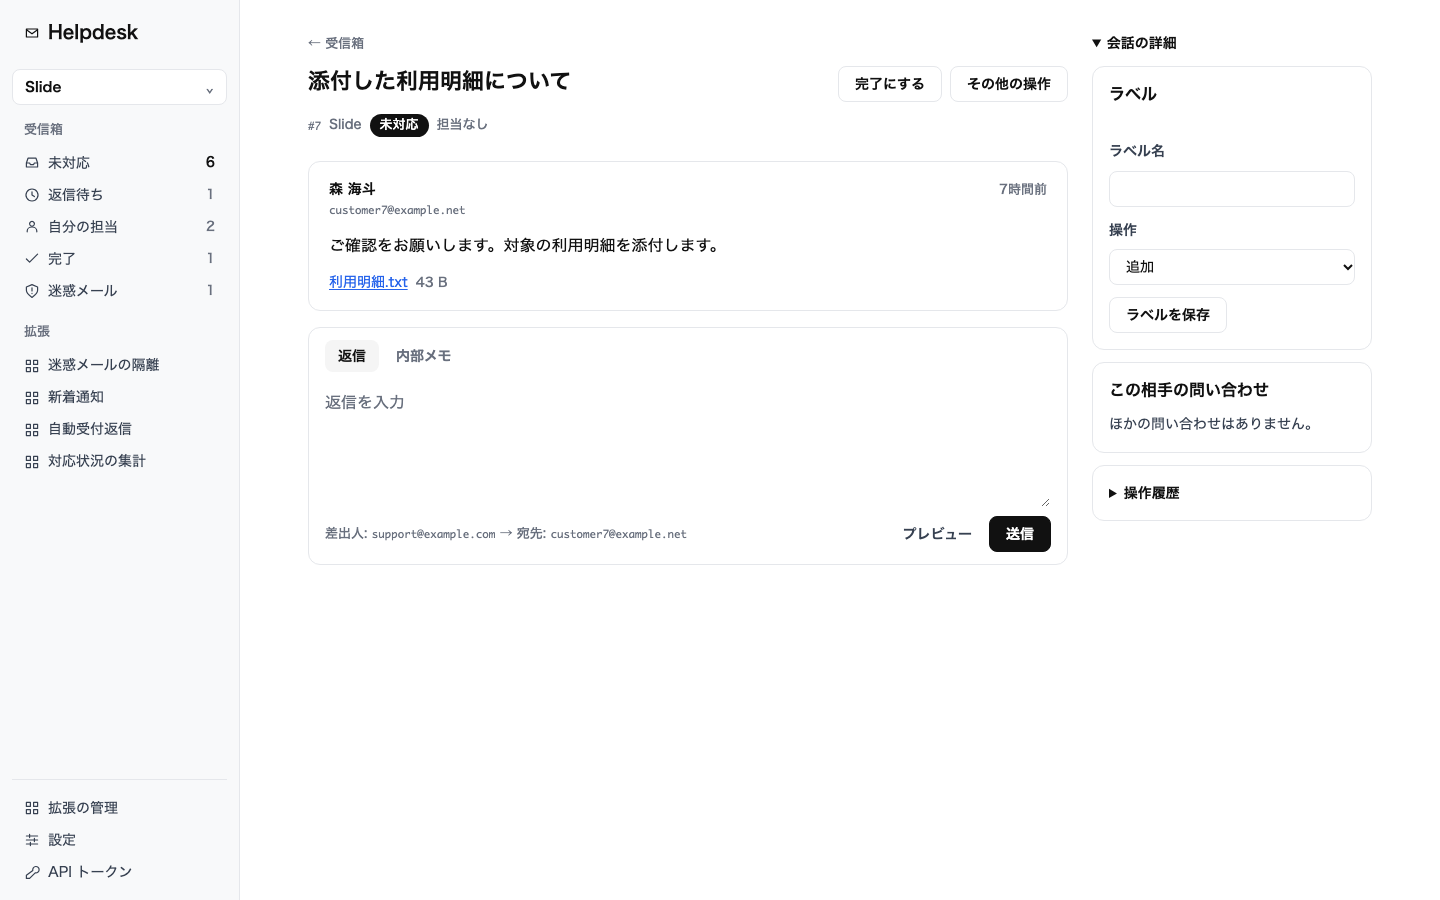 Helpdesk
Slide
受信箱
未対応 6
返信待ち 1
自分の担当 2
完了 1
迷惑メール 1
拡張
迷惑メールの隔離
新着通知
自動受付返信
対応状況の集計
拡張の管理
設定
API トークン
← 受信箱
添付した利用明細について
完了にする
その他の操作
#7 Slide 未対応 担当なし
森 海斗
7時間前
customer7@example.net
ご確認をお願いします。対象の利用明細を添付します。
利用明細.txt 43 B
返信
内部メモ
返信を入力
差出人: support@example.com → 宛先: customer7@example.net
プレビュー
送信
▼ 会話の詳細
ラベル
ラベル名
操作
追加
ラベルを保存
この相手の問い合わせ
ほかの問い合わせはありません。
▶ 操作履歴